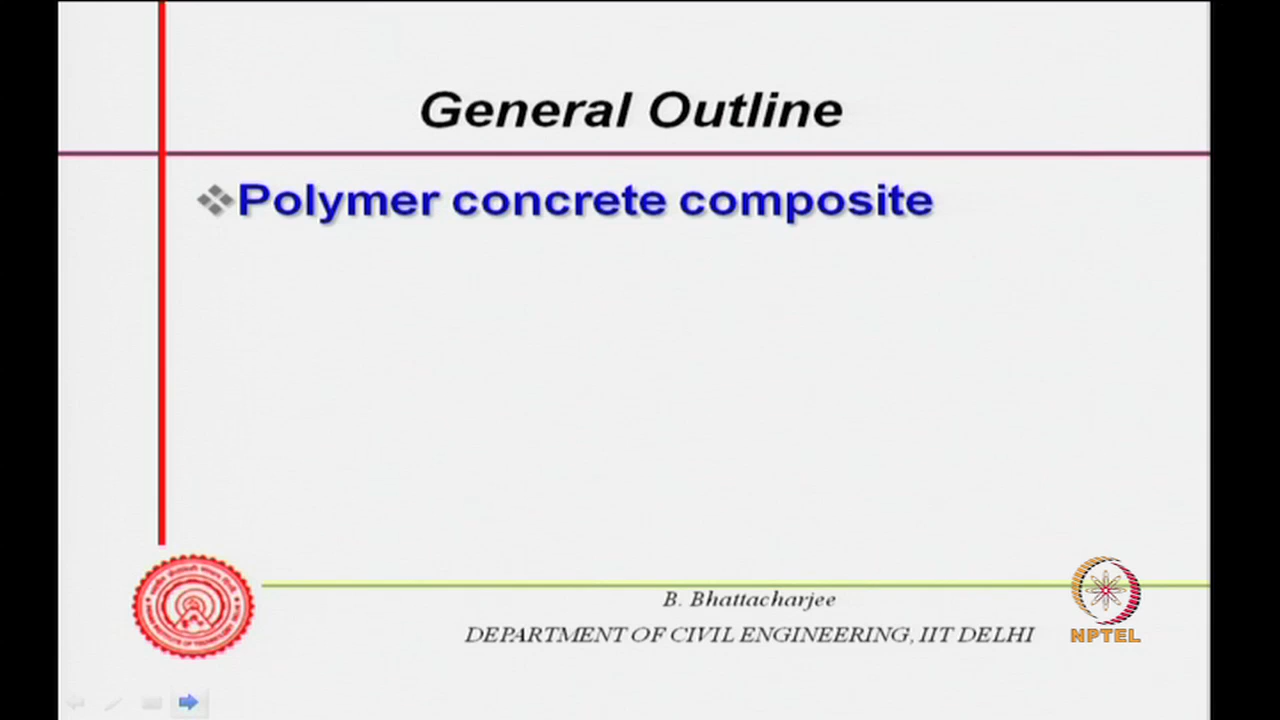 General Outline
Polymer concrete composite
B. Bhattacharjee
DEPARTMENT OF CIVIL ENGINEERING, IIT DELHI
NPTEL